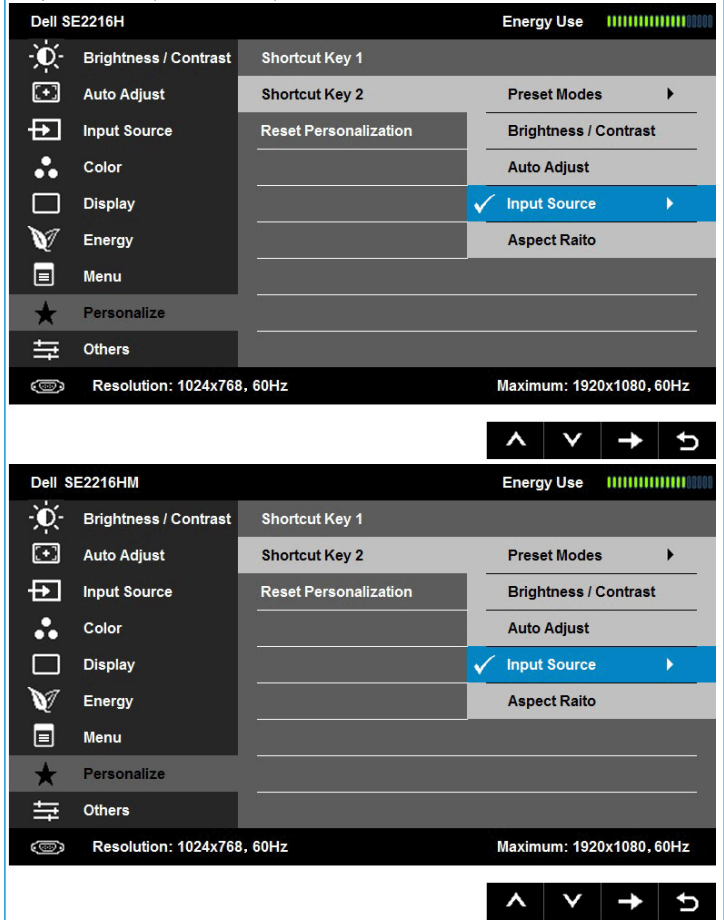 Dell SE2216H Energy Use
Brightness / Contrast Shortcut Key 1
Auto Adjust Shortcut Key 2 Preset Modes
Input Source Reset Personalization Brightness / Contrast
Color Auto Adjust
Display Input Source
Energy Aspect Raito
Menu
Personalize
Others
Resolution: 1024x768, 60Hz Maximum: 1920x1080, 60Hz
Dell SE2216HM Energy Use
Brightness / Contrast Shortcut Key 1
Auto Adjust Shortcut Key 2 Preset Modes
Input Source Reset Personalization Brightness / Contrast
Color Auto Adjust
Display Input Source
Energy Aspect Raito
Menu
Personalize
Others
Resolution: 1024x768, 60Hz Maximum: 1920x1080, 60Hz